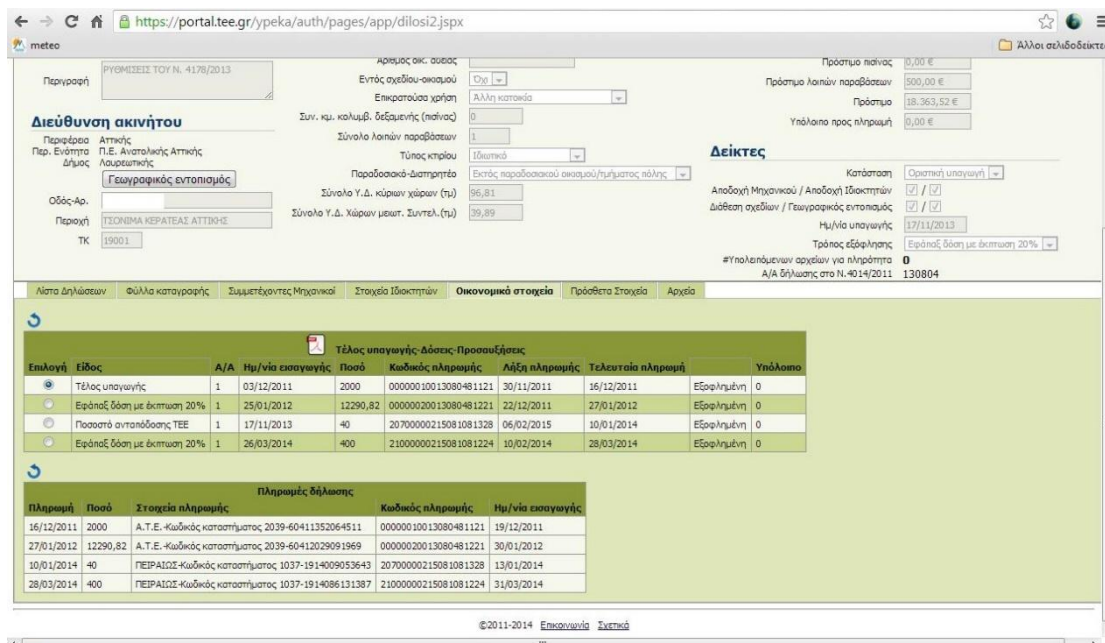 https://portal.tee.gr/ypeka/auth/pages/app/dilosi2.jspx
meteo
Άλλοι σελιδοδείκτε
Περιγραφή ΡΥΘΜΙΣΕΙΣ ΤΟΥ Ν. 4178/2013
Διεύθυνση ακινήτου
Περιφέρεια Αττικής
Περ. Ενότητα Π.Ε. Ανατολικής Αττικής
Δήμος Λαυρεωτικής
Γεωγραφικός εντοπισμός
Οδός-Αρ.
Περιοχή ΤΣΟΝΙΜΑ ΚΕΡΑΤΕΑΣ ΑΤΤΙΚΗΣ
ΤΚ 19001
Αριθμός οικ. άδειας
Εντός σχεδίου-οικισμού Όχι
Επικρατούσα χρήση Άλλη κατοικία
Συν. κμ. κολυμβ. δεξαμενής (πισίνας) 0
Σύνολο λοιπών παραβάσεων 1
Τύπος κτιρίου Ιδιωτικό
Παραδοσιακό-Διατηρητέο Εκτός παραδοσιακού οικισμού/τμήματος πόλης
Σύνολο Υ.Δ. κύριων χώρων (τμ) 96,81
Σύνολο Υ.Δ. Χώρων μειωτ. Συντελ.(τμ) 39,89
Πρόστιμο πισίνας 0,00 €
Πρόστιμο λοιπών παραβάσεων 500,00 €
Πρόστιμο 18.363,52 €
Υπόλοιπο προς πληρωμή 0,00 €
Δείκτες
Κατάσταση Οριστική υπαγωγή
Αποδοχή Μηχανικού / Αποδοχή Ιδιοκτητών /
Διάθεση σχεδίων / Γεωγραφικός εντοπισμός /
Ημ/νία υπαγωγής 17/11/2013
Τρόπος εξόφλησης Εφάπαξ δόση με έκπτωση 20%
#Υπολειπόμενων αρχείων για πληρότητα 0
Α/Α δήλωσης στο Ν.4014/2011 130804
Λίστα Δηλώσεων Φύλλα καταγραφής Συμμετέχοντες Μηχανικοί Στοιχεία Ιδιοκτητών Οικονομικά στοιχεία Πρόσθετα Στοιχεία Αρχεία
Τέλος υπαγωγής-Δόσεις-Προσαυξήσεις
Επιλογή Είδος Α/Α Ημ/νία εισαγωγής Ποσό Κωδικός πληρωμής Λήξη πληρωμής Τελευταία πληρωμή Υπόλοιπο
Τέλος υπαγωγής 1 03/12/2011 2000 00000010013080481121 30/11/2011 16/12/2011 Εξοφλημένη 0
Εφάπαξ δόση με έκπτωση 20% 1 25/01/2012 12290,82 00000020013080481221 22/12/2011 27/01/2012 Εξοφλημένη 0
Ποσοστό ανταπόδοσης ΤΕΕ 1 17/11/2013 40 20700000215081081328 06/02/2015 10/01/2014 Εξοφλημένη 0
Εφάπαξ δόση με έκπτωση 20% 1 26/03/2014 400 21000000215081081224 10/02/2014 28/03/2014 Εξοφλημένη 0
Πληρωμές δήλωσης
Πληρωμή Ποσό Στοιχεία πληρωμής Κωδικός πληρωμής Ημ/νία εισαγωγής
16/12/2011 2000 Α.Τ.Ε.-Κωδικός καταστήματος 2039-60411352064511 00000010013080481121 19/12/2011
27/01/2012 12290,82 Α.Τ.Ε.-Κωδικός καταστήματος 2039-60412029091969 00000020013080481221 30/01/2012
10/01/2014 40 ΠΕΙΡΑΙΩΣ-Κωδικός καταστήματος 1037-1914009053643 20700000215081081328 13/01/2014
28/03/2014 400 ΠΕΙΡΑΙΩΣ-Κωδικός καταστήματος 1037-1914086131387 21000000215081081224 31/03/2014
©2011-2014 Επικοινωνία Σχετικά